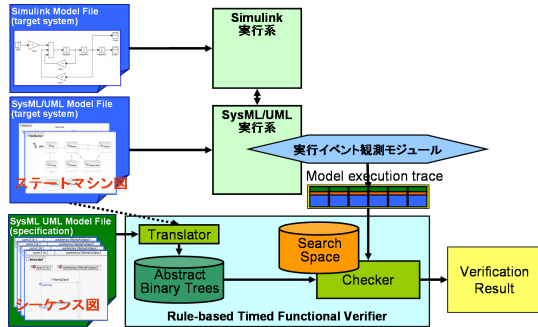 Simulink Model File
(target system)
Simulink
実行系
SysML/UML Model File
(target system)
ステートマシン図
SysML/UML
実行系
実行イベント観測モジュール
Model execution trace
SysML UML Model File
(specification)
シーケンス図
Translator
Abstract
Binary Trees
Search
Space
Checker
Verification
Result
Rule-based Timed Functional Verifier